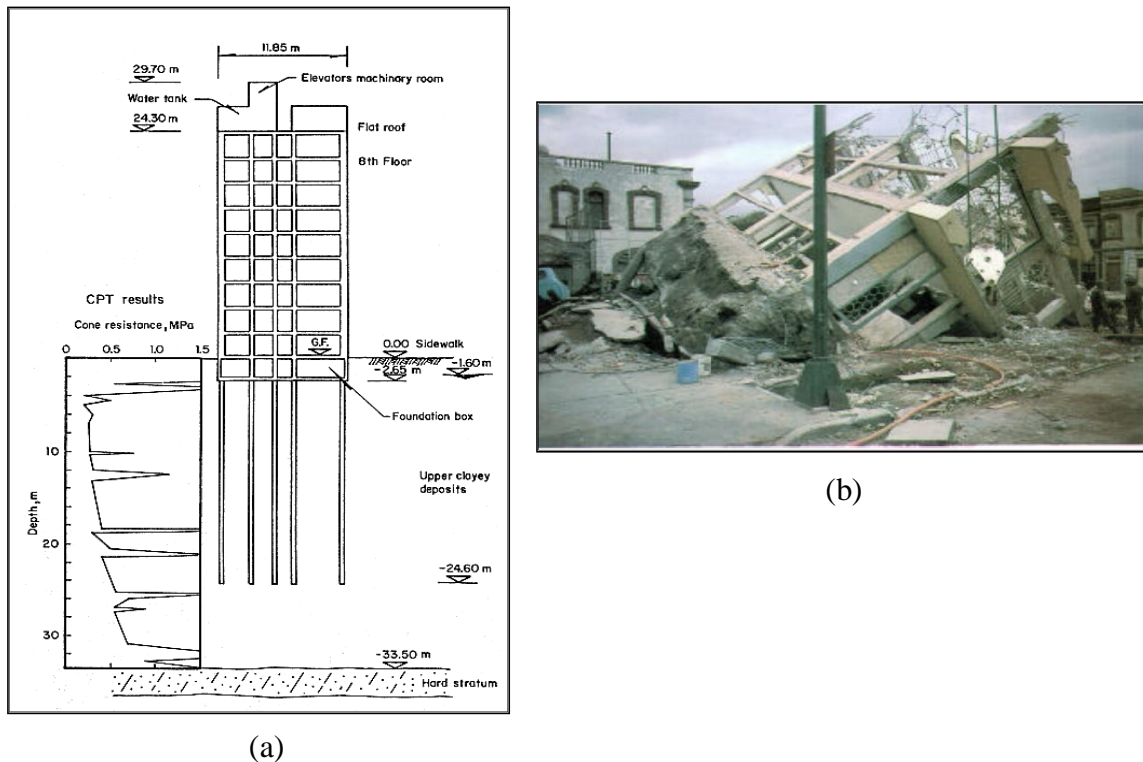 11.85 m
29.70 m
Elevators machinery room
Water tank
24.30 m
Flat roof
8th Floor
CPT results
Cone resistance, MPa
0 0.5 1.0 1.5
G.F.
0.00 Sidewalk
-1.60 m
-2.65 m
Foundation box
10
Upper clayey
deposits
Depth, m
20
-24.60 m
30
-33.50 m
Hard stratum
(a)
(b)